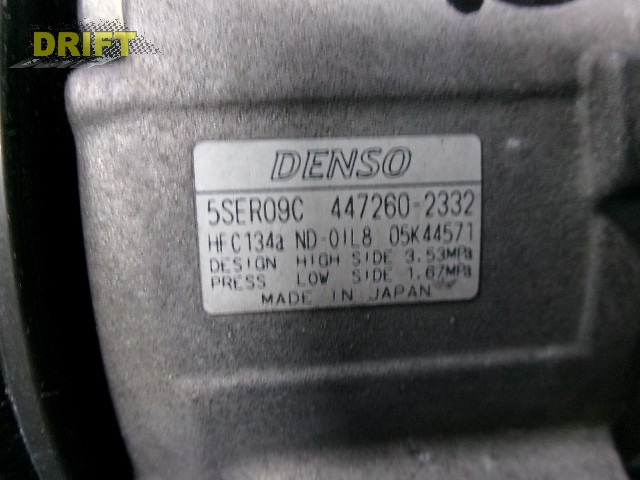 DRIFT
DENSO
5SER09C 447260-2332
HFC134a ND-OIL8 05K44571
DESIGN HIGH SIDE 3.53MPa
PRESS LOW SIDE 1.67MPa
MADE IN JAPAN